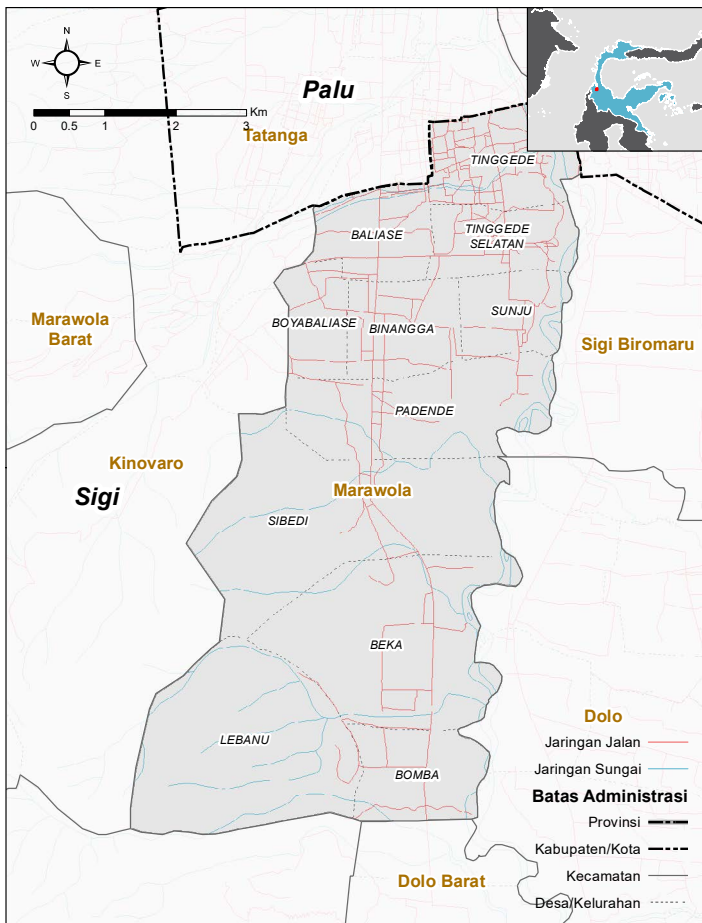 N
W E
S
Palu
Km
0 0.5 1 2 3
Tatanga
TINGGEDE
BALIASE
TINGGEDE
SELATAN
Marawola
Barat
BOYABALIASE
BINANGGA
SUNJU
Sigi Biromaru
PADENDE
Kinovaro
Sigi
Marawola
SIBEDI
BEKA
LEBANU
BOMBA
Dolo Barat
Dolo
Jaringan Jalan
Jaringan Sungai
Batas Administrasi
Provinsi
Kabupaten/Kota
Kecamatan
Desa/Kelurahan